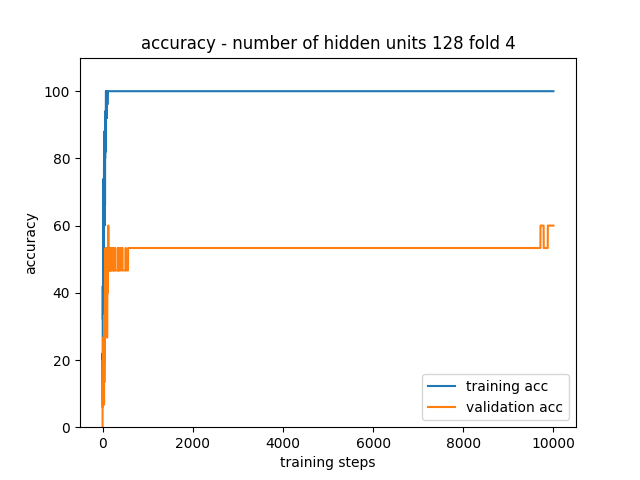 accuracy - number of hidden units 128 fold 4
accuracy
100
80
60
40
20
0
0 2000 4000 6000 8000 10000
training steps
training acc
validation acc